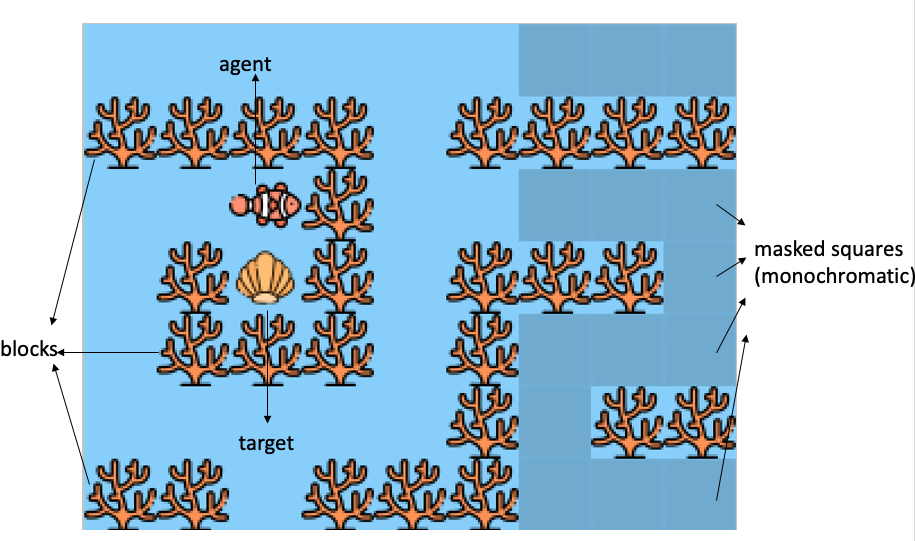 agent
masked squares
(monochromatic)
blocks
target